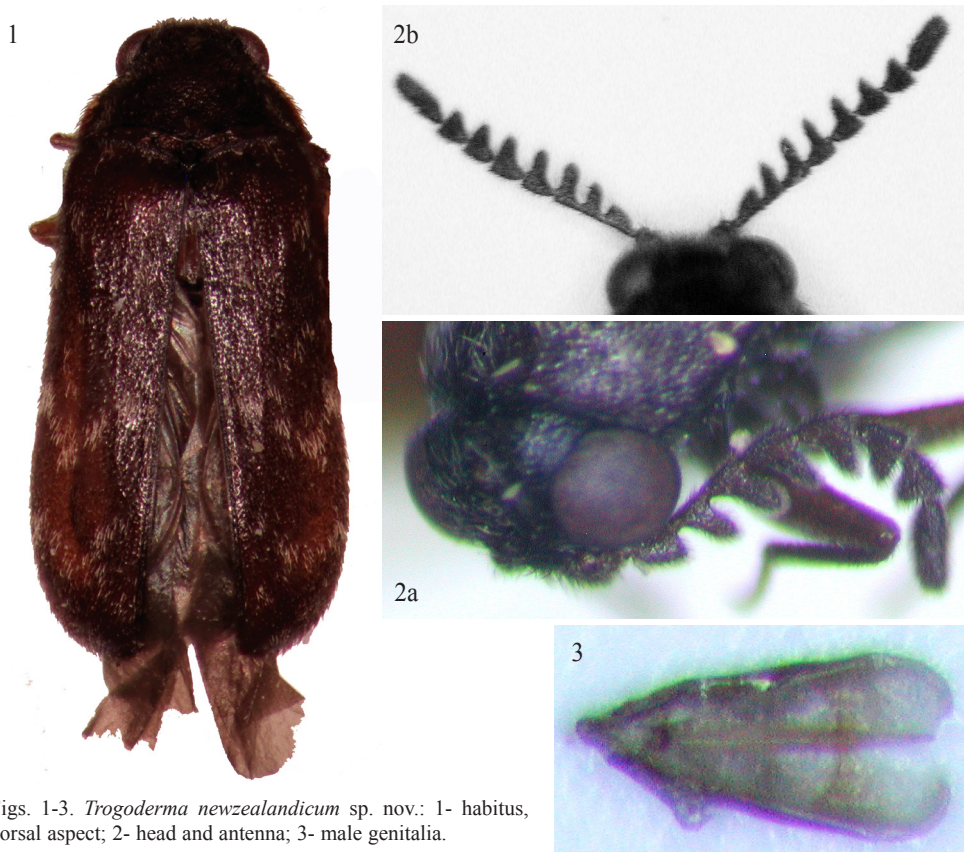 1
2b
2a
3
igs. 1-3. Trogoderma newzealandicum sp. nov.: 1- habitus,
orsal aspect; 2- head and antenna; 3- male genitalia.